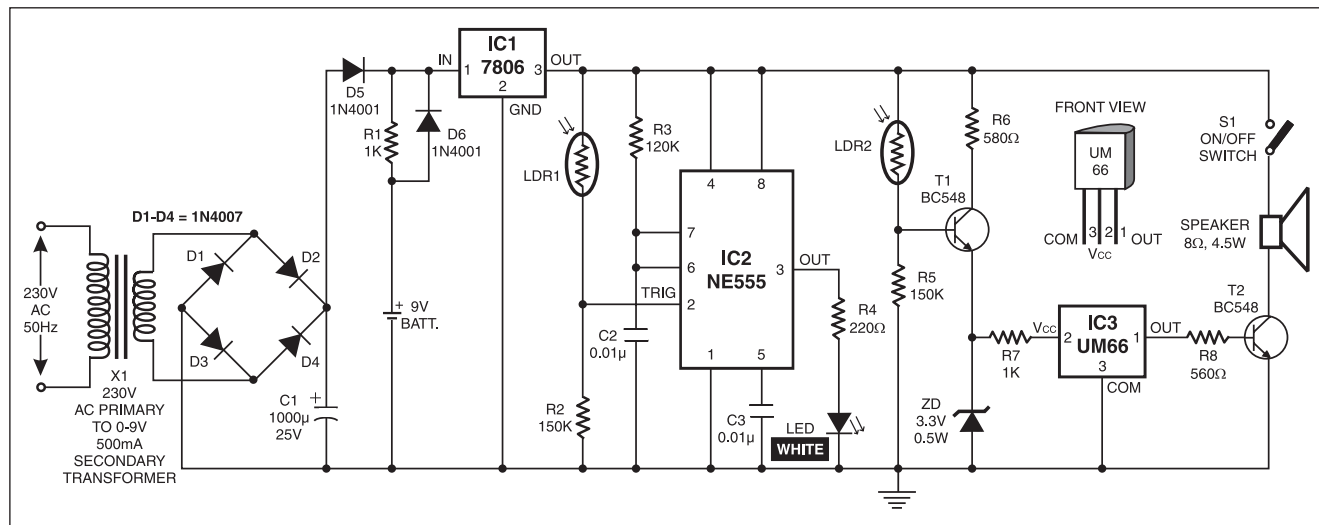 230V
AC
50Hz
X1
230V
AC PRIMARY
TO 0-9V
500mA
SECONDARY
TRANSFORMER
D1-D4 = 1N4007
D1
D2
D3
D4
C1
1000µ
25V
+
D5
1N4001
R1
1K
D6
1N4001
+
9V
BATT.
IN
1
IC1
7806
3
OUT
2
GND
LDR1
R2
150K
R3
120K
C2
0.01µ
TRIG
4
8
7
6
2
IC2
NE555
3
OUT
1
5
C3
0.01µ
R4
220Ω
LED
WHITE
LDR2
R5
150K
R6
580Ω
T1
BC548
ZD
3.3V
0.5W
R7
1K
FRONT VIEW
UM
66
COM
3
2
1
OUT
VCC
VCC
2
IC3
UM66
1
OUT
3
COM
R8
560Ω
S1
ON/OFF
SWITCH
SPEAKER
8Ω, 4.5W
T2
BC548